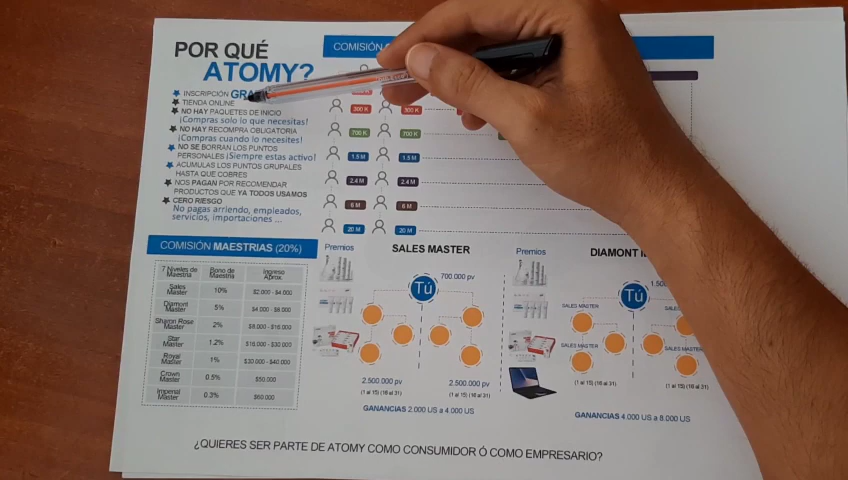 POR QUÉ
ATOMY?
INSCRIPCIÓN
TIENDA ONLINE
NO HAY PAQUETES DE INICIO
¡Compras solo lo que necesitas!
NO HAY RECOMPRA OBLIGATORIA
¡Compras cuando lo necesites!
NO SE BORRAN LOS PUNTOS
PERSONALES ¡Siempre estas activo!
ACUMULAS LOS PUNTOS GRUPALES
HASTA QUE COBRES
NOS PAGAN POR RECOMENDAR
PRODUCTOS QUE YA TODOS USAMOS
CERO RIESGO
No pagas arriendo, empleados,
servicios, importaciones ...
COMISIÓN
300 K 300 K
700 K 700 K
1.5 M 1.5 M
2.4 M 2.4 M
6 M 6 M
20 M 20 M
COMISIÓN MAESTRIAS (20%)
7 Niveles de Maestria Bono de Maestria Ingreso Aprox.
Sales Master 10% $2.000 - $4.000
Diamont Master 5% $4.000 - $8.000
Sharon Rose Master 2% $8.000 - $16.000
Star Master 1.2% $16.000 - $30.000
Royal Master 1% $30.000 - $40.000
Crown Master 0.5% $50.000
Imperial Master 0.3% $60.000
Premios
SALES MASTER
700.000 pv
Tú
2.500.000 pv 2.500.000 pv
(1 al 15) (16 al 31) (1 al 15) (16 al 31)
GANANCIAS 2.000 US a 4.000 US
Premios
DIAMONT
Tú
SALES MASTER
SALES MASTER SALES MASTER
(1 al 15) (16 al 31) (1 al 15) (16 al 31)
GANANCIAS 4.000 US a 8.000 US
¿QUIERES SER PARTE DE ATOMY COMO CONSUMIDOR Ó COMO EMPRESARIO?